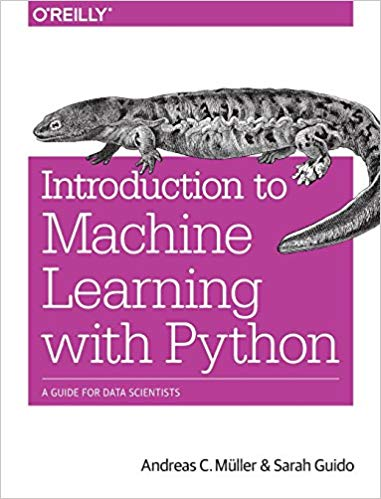 O'REILLY®
Introduction to
Machine
Learning
with Python
A GUIDE FOR DATA SCIENTISTS
Andreas C. Müller & Sarah Guido